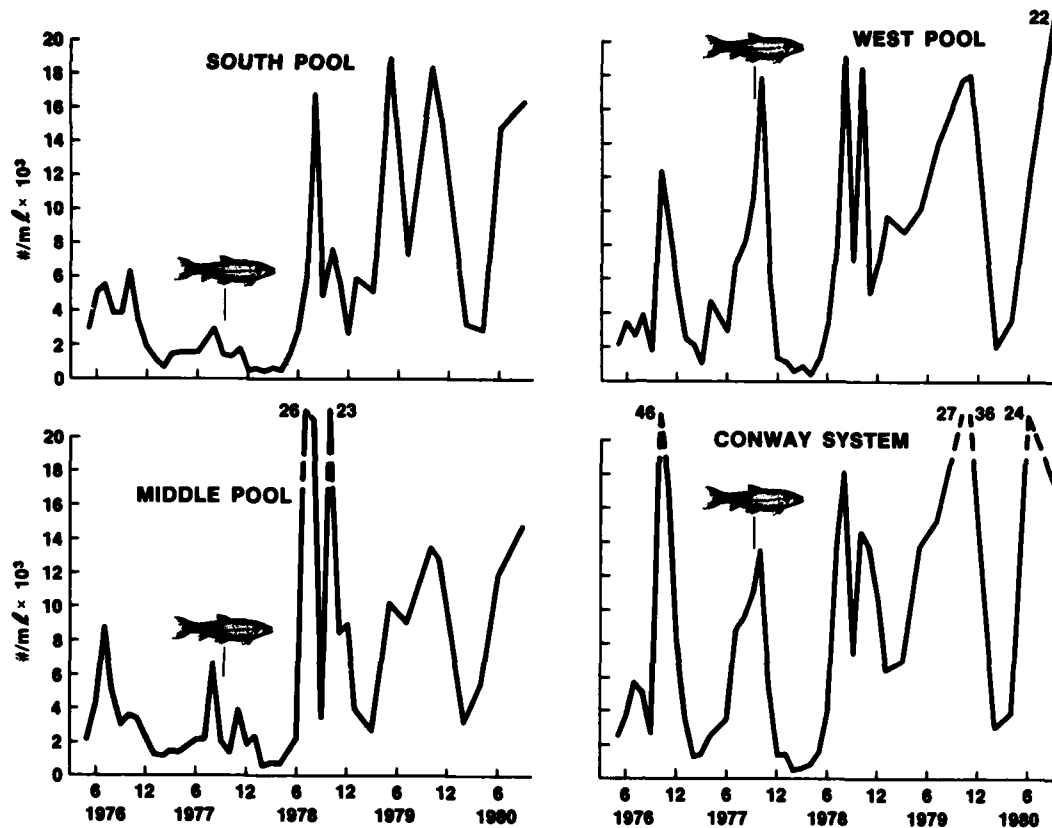 22
SOUTH POOL
WEST POOL
20
18
16
14
12
10
8
6
4
2
0
#/mℓ × 10³
26
23
46
27
36
24
MIDDLE POOL
CONWAY SYSTEM
20
18
16
14
12
10
8
6
4
2
0
#/mℓ × 10³
6 12 6 12 6 12 6 12 6
1976 1977 1978 1979 1980
6 12 6 12 6 12 6 12 6
1976 1977 1978 1979 1980